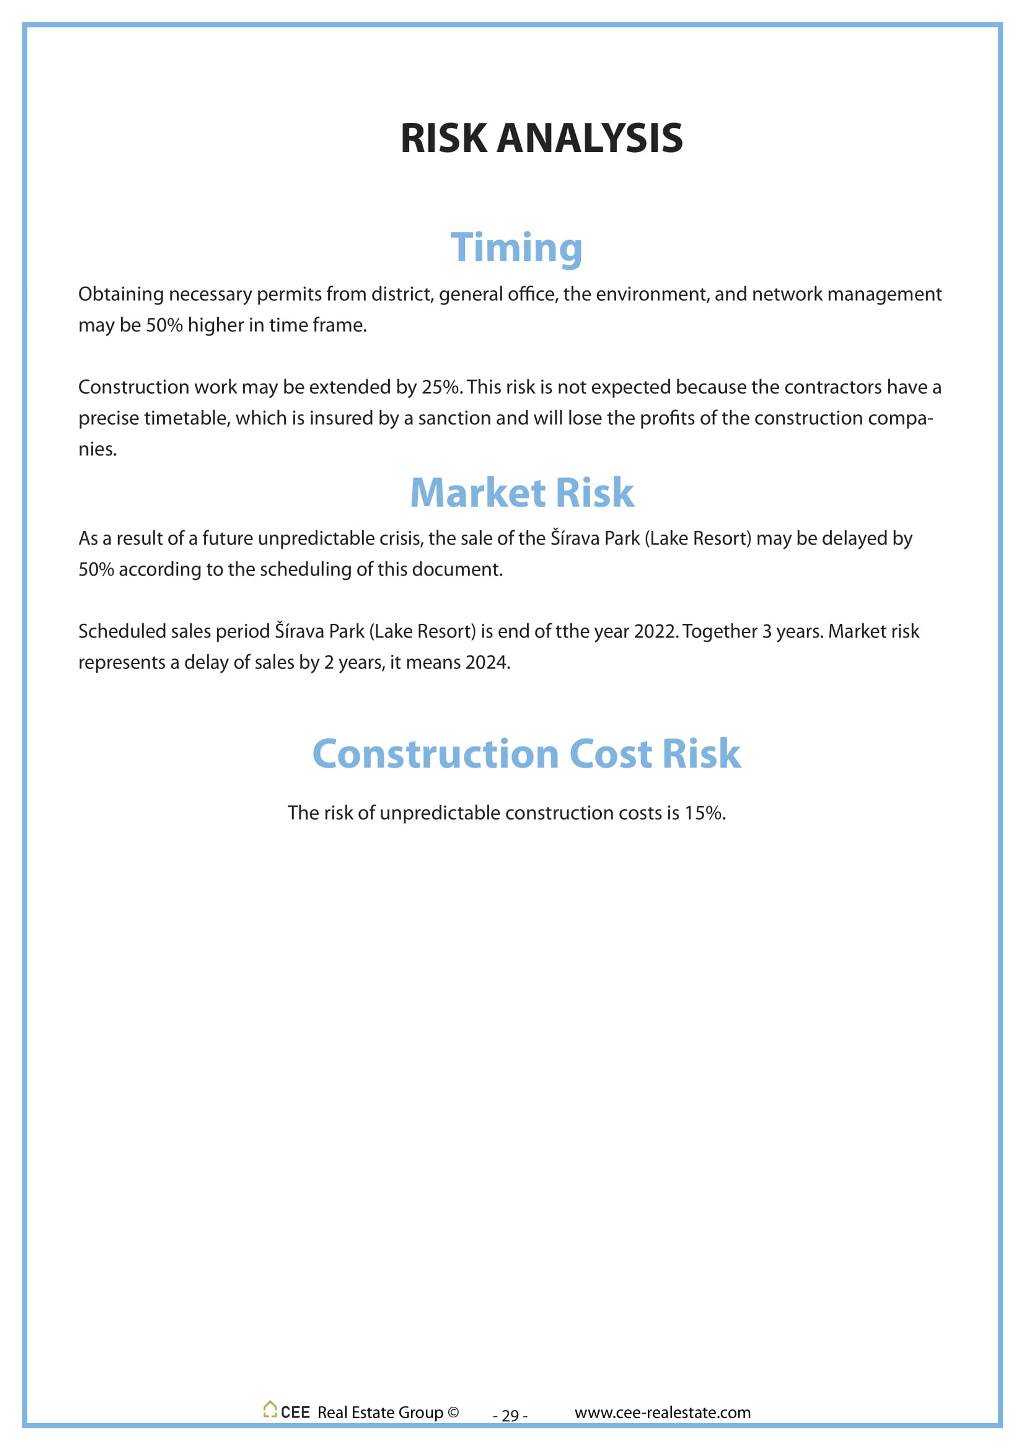 RISK ANALYSIS
Timing
Obtaining necessary permits from district, general office, the environment, and network management
may be 50% higher in time frame.
Construction work may be extended by 25%. This risk is not expected because the contractors have a
precise timetable, which is insured by a sanction and will lose the profits of the construction compa-
nies.
Market Risk
As a result of a future unpredictable crisis, the sale of the Šírava Park (Lake Resort) may be delayed by
50% according to the scheduling of this document.
Scheduled sales period Šírava Park (Lake Resort) is end of tthe year 2022. Together 3 years. Market risk
represents a delay of sales by 2 years, it means 2024.
Construction Cost Risk
The risk of unpredictable construction costs is 15%.
CEE Real Estate Group © - 29 - www.cee-realestate.com